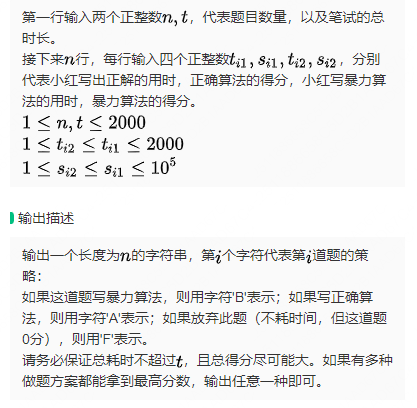 第一行输入两个正整数n, t，代表题目数量，以及笔试的总
时长。
接下来n行，每行输入四个正整数t_{i1}, s_{i1}, t_{i2}, s_{i2}，分别
代表小红写出正解的用时，正确算法的得分，小红写暴力算
法的用时，暴力算法的得分。
1 ≤ n, t ≤ 2000
1 ≤ t_{i2} ≤ t_{i1} ≤ 2000
1 ≤ s_{i2} ≤ s_{i1} ≤ 10^5
输出描述
输出一个长度为n的字符串，第i个字符代表第i道题的策
略：
如果这道题写暴力算法，则用字符'B'表示；如果写正确算
法，则用字符'A'表示；如果放弃此题（不耗时间，但这道题
0分），则用'F'表示。
请务必保证总耗时不超过t，且总得分尽可能大。如果有多种
做题方案都能拿到最高分数，输出任意一种即可。